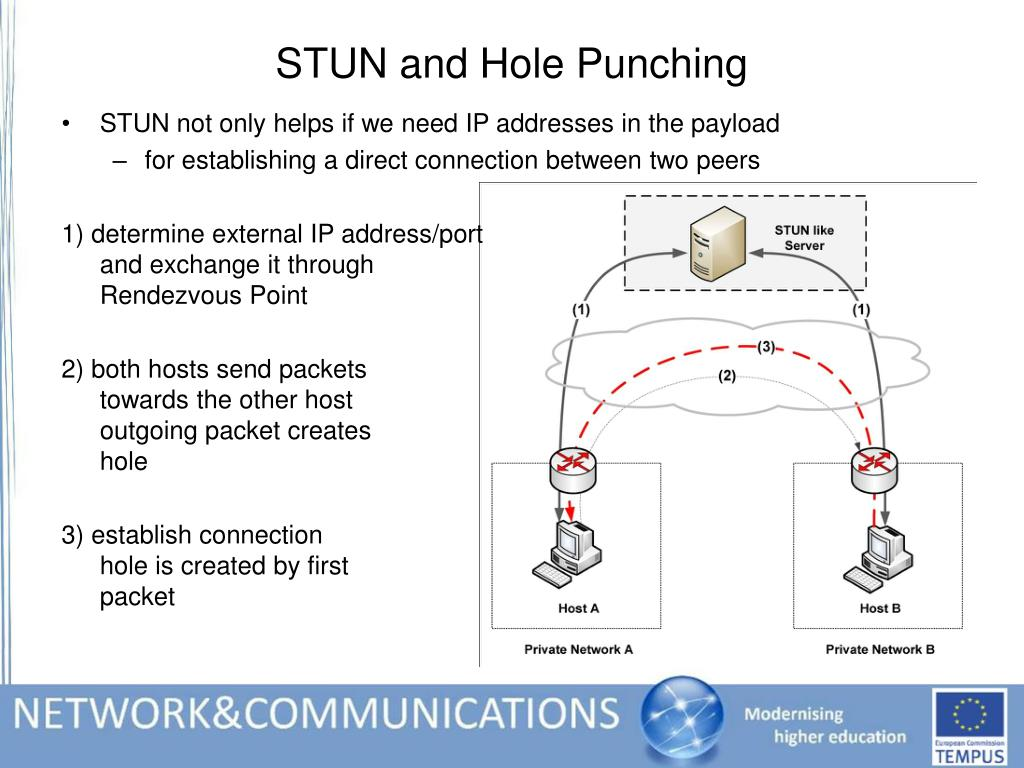 STUN and Hole Punching
• STUN not only helps if we need IP addresses in the payload
– for establishing a direct connection between two peers
1) determine external IP address/port
and exchange it through
Rendezvous Point
2) both hosts send packets
towards the other host
outgoing packet creates
hole
3) establish connection
hole is created by first
packet
STUN like
Server
(1)
(1)
(3)
(2)
Host A
Host B
Private Network A
Private Network B
NETWORK&COMMUNICATIONS
Modernising
higher education
European Commission
TEMPUS